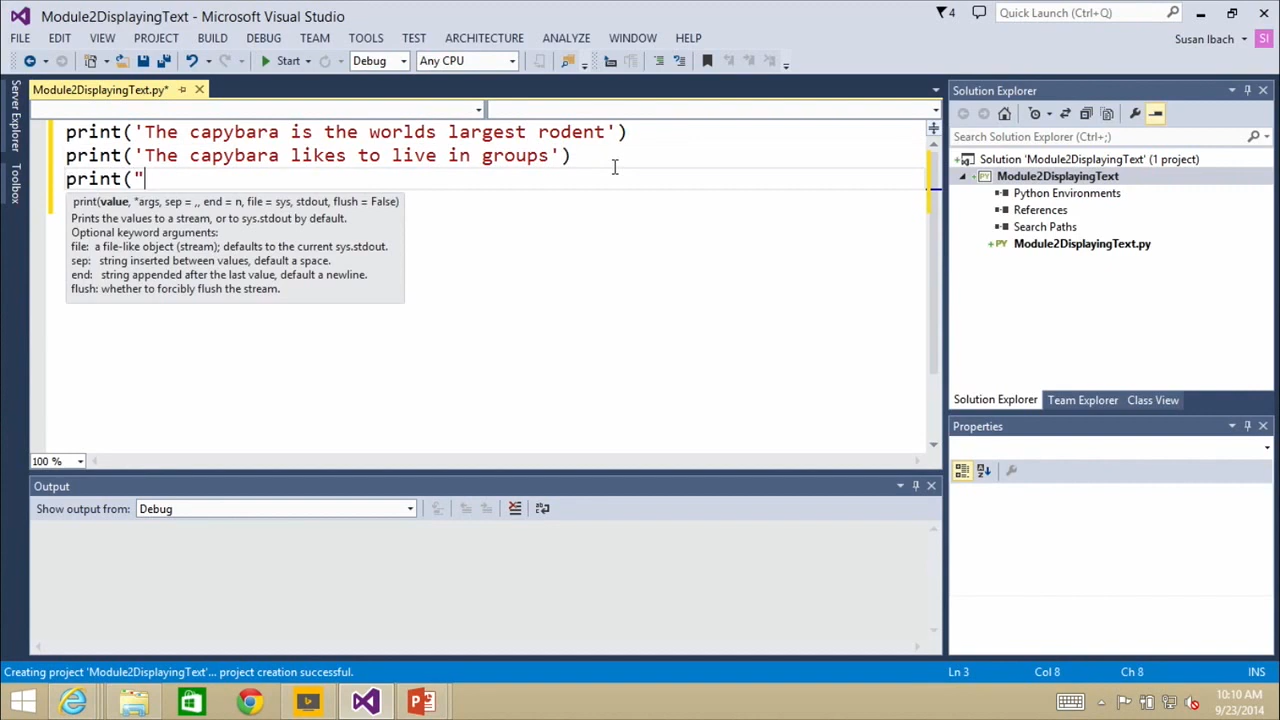 Module2DisplayingText - Microsoft Visual Studio
4
Quick Launch (Ctrl+Q)
FILE EDIT VIEW PROJECT BUILD DEBUG TEAM TOOLS TEST ARCHITECTURE ANALYZE WINDOW HELP
Susan Ibach
SI
Start
Debug
Any CPU
Server Explorer
Toolbox
Module2DisplayingText.py*
print('The capybara is the worlds largest rodent')
print('The capybara likes to live in groups')
print("
print(value, *args, sep = ,, end = n, file = sys, stdout, flush = False)
Prints the values to a stream, or to sys.stdout by default.
Optional keyword arguments:
file: a file-like object (stream); defaults to the current sys.stdout.
sep: string inserted between values, default a space.
end: string appended after the last value, default a newline.
flush: whether to forcibly flush the stream.
100 %
Solution Explorer
Search Solution Explorer (Ctrl+;)
Solution 'Module2DisplayingText' (1 project)
PY Module2DisplayingText
Python Environments
References
Search Paths
PY Module2DisplayingText.py
Solution Explorer Team Explorer Class View
Properties
Output
Show output from: Debug
Creating project 'Module2DisplayingText'... project creation successful.
Ln 3 Col 8 Ch 8 INS
10:10 AM
9/23/2014